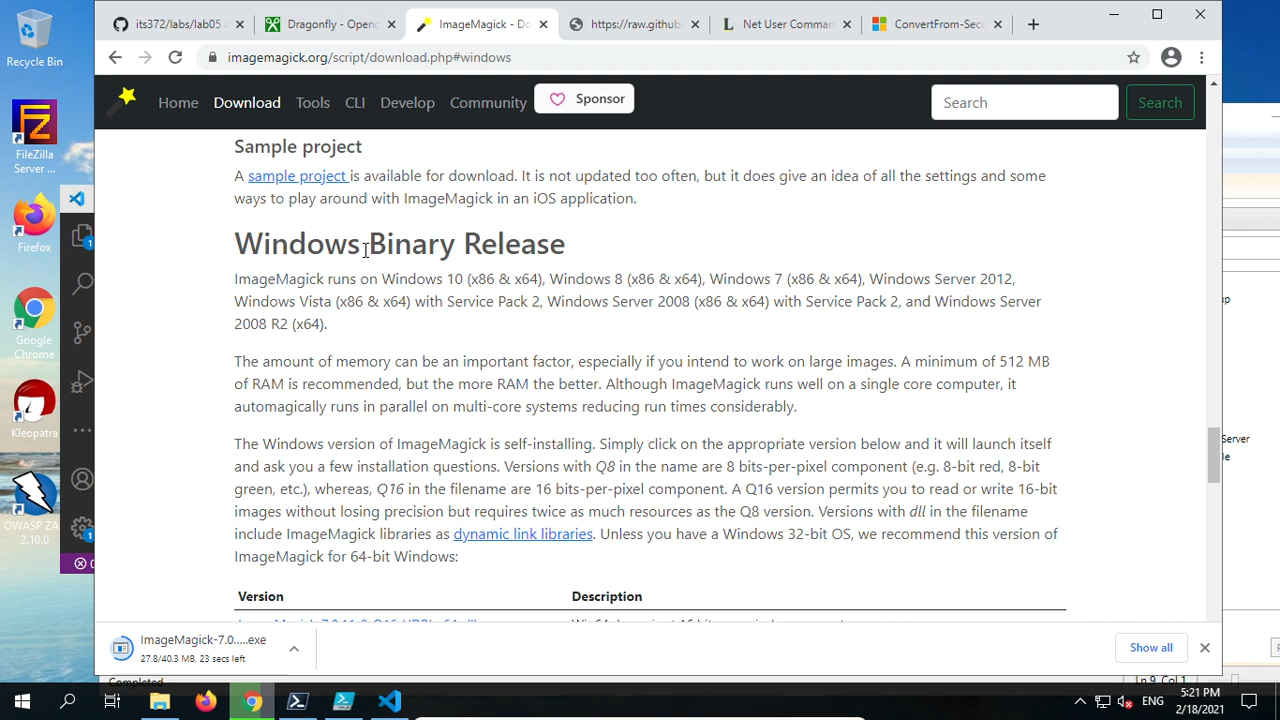 Recycle Bin
FileZilla
Server ...
Firefox
Google
Chrome
Kleopatra
OWASP ZA
2.10.0
its372/labs/lab05
Dragonfly - Openc
ImageMagick - Do
https://raw.github
Net User Comman
ConvertFrom-Secu
imagemagick.org/script/download.php#windows
Home
Download
Tools
CLI
Develop
Community
Sponsor
Search
Search
Sample project
A sample project is available for download. It is not updated too often, but it does give an idea of all the settings and some
ways to play around with ImageMagick in an iOS application.
Windows Binary Release
ImageMagick runs on Windows 10 (x86 & x64), Windows 8 (x86 & x64), Windows 7 (x86 & x64), Windows Server 2012,
Windows Vista (x86 & x64) with Service Pack 2, Windows Server 2008 (x86 & x64) with Service Pack 2, and Windows Server
2008 R2 (x64).
The amount of memory can be an important factor, especially if you intend to work on large images. A minimum of 512 MB
of RAM is recommended, but the more RAM the better. Although ImageMagick runs well on a single core computer, it
automagically runs in parallel on multi-core systems reducing run times considerably.
The Windows version of ImageMagick is self-installing. Simply click on the appropriate version below and it will launch itself
and ask you a few installation questions. Versions with Q8 in the name are 8 bits-per-pixel component (e.g. 8-bit red, 8-bit
green, etc.), whereas, Q16 in the filename are 16 bits-per-pixel component. A Q16 version permits you to read or write 16-bit
images without losing precision but requires twice as much resources as the Q8 version. Versions with dll in the filename
include ImageMagick libraries as dynamic link libraries. Unless you have a Windows 32-bit OS, we recommend this version of
ImageMagick for 64-bit Windows:
Version Description
ImageMagick-7.0.....exe
27.8/40.3 MB, 23 secs left
Show all
Server
Completed
Ln 9, Col 1
ENG
5:21 PM
2/18/2021